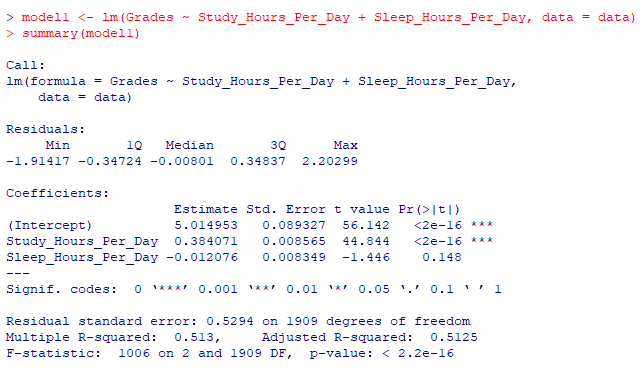 > modell <- lm(Grades ~ Study_Hours_Per_Day + Sleep_Hours_Per_Day, data = data)
> summary(modell)
Call:
lm(formula = Grades ~ Study_Hours_Per_Day + Sleep_Hours_Per_Day,
    data = data)
Residuals:
     Min       1Q   Median       3Q      Max
-1.91417 -0.34724 -0.00801  0.34837  2.20299
Coefficients:
                     Estimate Std. Error t value Pr(>|t|)
(Intercept)          5.014953   0.089327  56.142   <2e-16 ***
Study_Hours_Per_Day  0.384071   0.008565  44.844   <2e-16 ***
Sleep_Hours_Per_Day -0.012076   0.008349  -1.446    0.148
---
Signif. codes:  0 ‘***’ 0.001 ‘**’ 0.01 ‘*’ 0.05 ‘.’ 0.1 ‘ ’ 1
Residual standard error: 0.5294 on 1909 degrees of freedom
Multiple R-squared:  0.513,     Adjusted R-squared:  0.5125
F-statistic:  1006 on 2 and 1909 DF,  p-value: < 2.2e-16